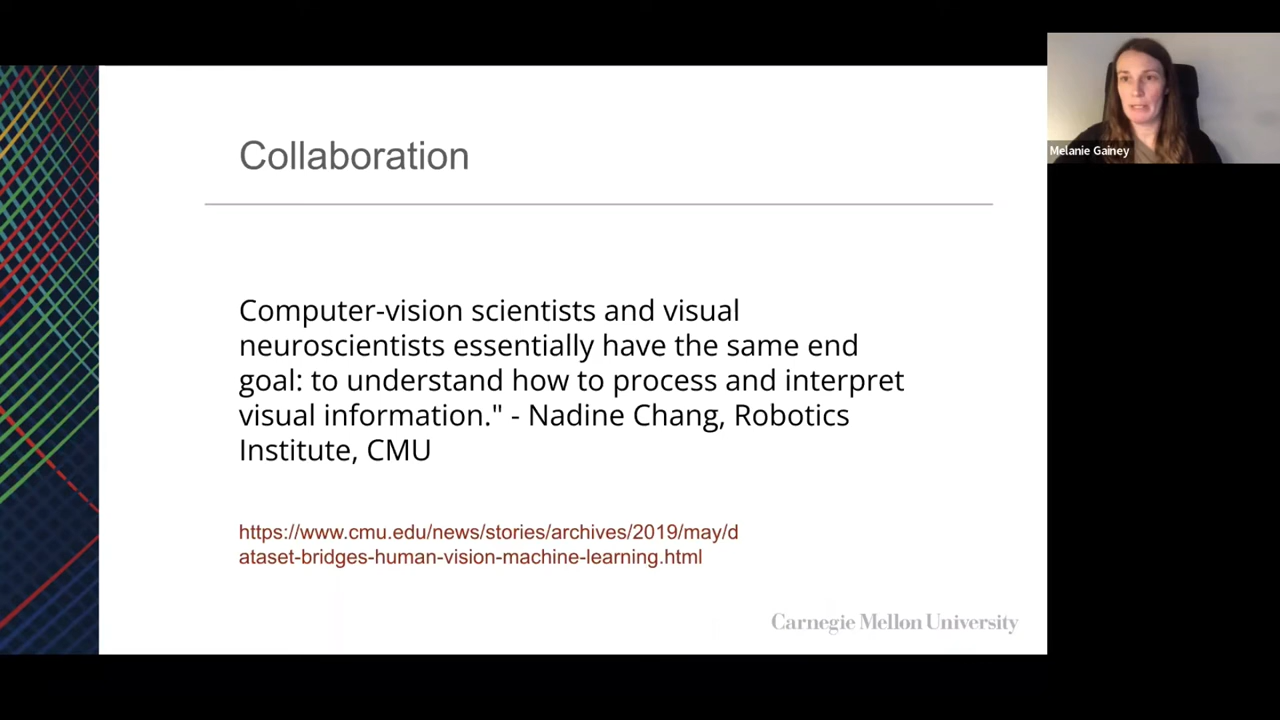 Collaboration
Computer-vision scientists and visual
neuroscientists essentially have the same end
goal: to understand how to process and interpret
visual information." - Nadine Chang, Robotics
Institute, CMU
https://www.cmu.edu/news/stories/archives/2019/may/d
ataset-bridges-human-vision-machine-learning.html
Carnegie Mellon University
Melanie Gainey